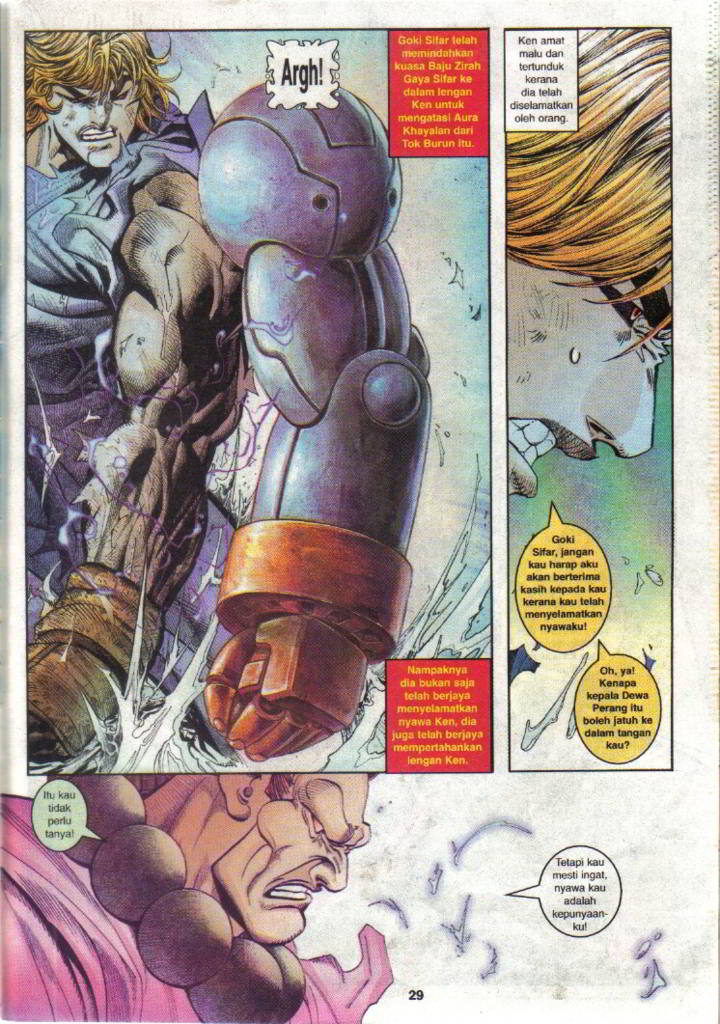 Argh!
Goki Sifar telah
memindahkan
kuasa Baju Zirah
Gaya Sifar ke
dalam lengan
Ken untuk
mengatasi Aura
Khayalan dari
Tok Burun itu.
Nampaknya
dia bukan saja
telah berjaya
menyelamatkan
nyawa Ken, dia
juga telah berjaya
mempertahankan
lengan Ken.
Ken amat
malu dan
tertunduk
kerana
dia telah
diselamatkan
oleh orang.
Goki
Sifar, jangan
kau harap aku
akan berterima
kasih kepada kau
kerana kau telah
menyelamatkan
nyawaku!
Oh, ya!
Kenapa
kepala Dewa
Perang itu
boleh jatuh ke
dalam tangan
kau?
Itu kau
tidak
perlu
tanya!
Tetapi kau
mesti ingat,
nyawa kau
adalah
kepunyaan-
ku!
29